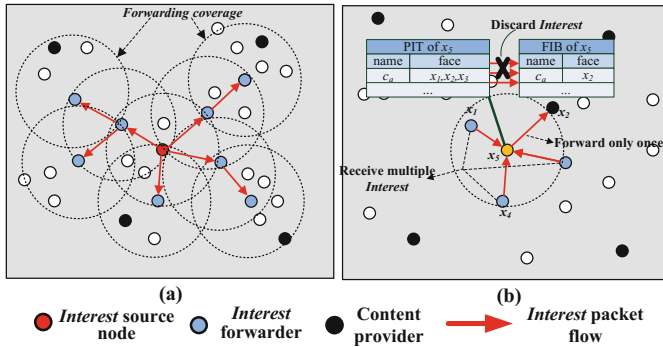 Forwarding coverage
(a)
Discard Interest
PIT of x5
name face
ca x1,x2,x3
...
FIB of x5
name face
ca x2
...
x1
x2
x5
Forward only once
Receive multiple
Interest
x4
(b)
Interest source
node
Interest
forwarder
Content
provider
Interest packet
flow